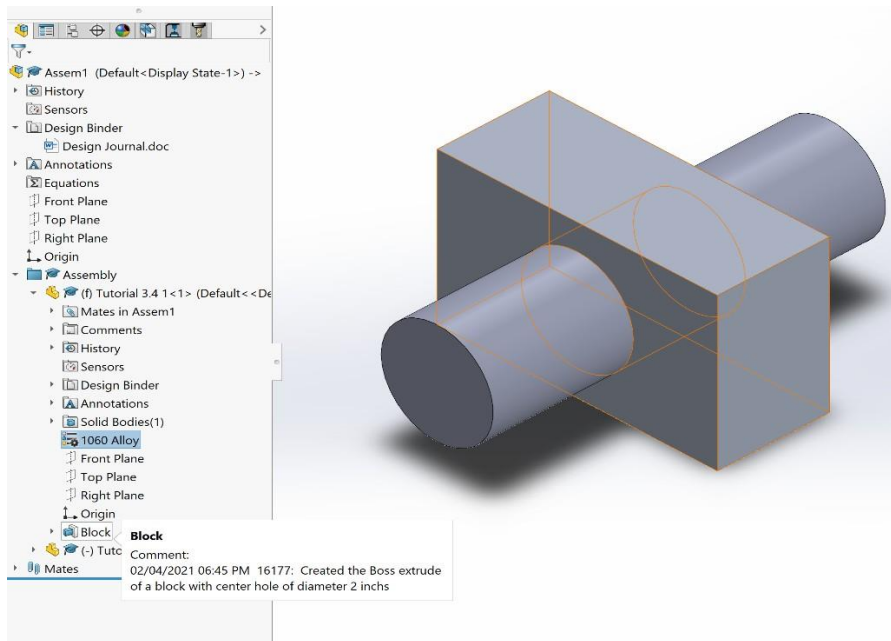 Assem1 (Default<Display State-1>) ->
History
Sensors
Design Binder
Design Journal.doc
Annotations
Equations
Front Plane
Top Plane
Right Plane
Origin
Assembly
(f) Tutorial 3.4 1<1> (Default<<De
Mates in Assem1
Comments
History
Sensors
Design Binder
Annotations
Solid Bodies(1)
1060 Alloy
Front Plane
Top Plane
Right Plane
Origin
Block
(-) Tuto
Mates
Block
Comment:
02/04/2021 06:45 PM 16177: Created the Boss extrude
of a block with center hole of diameter 2 inchs